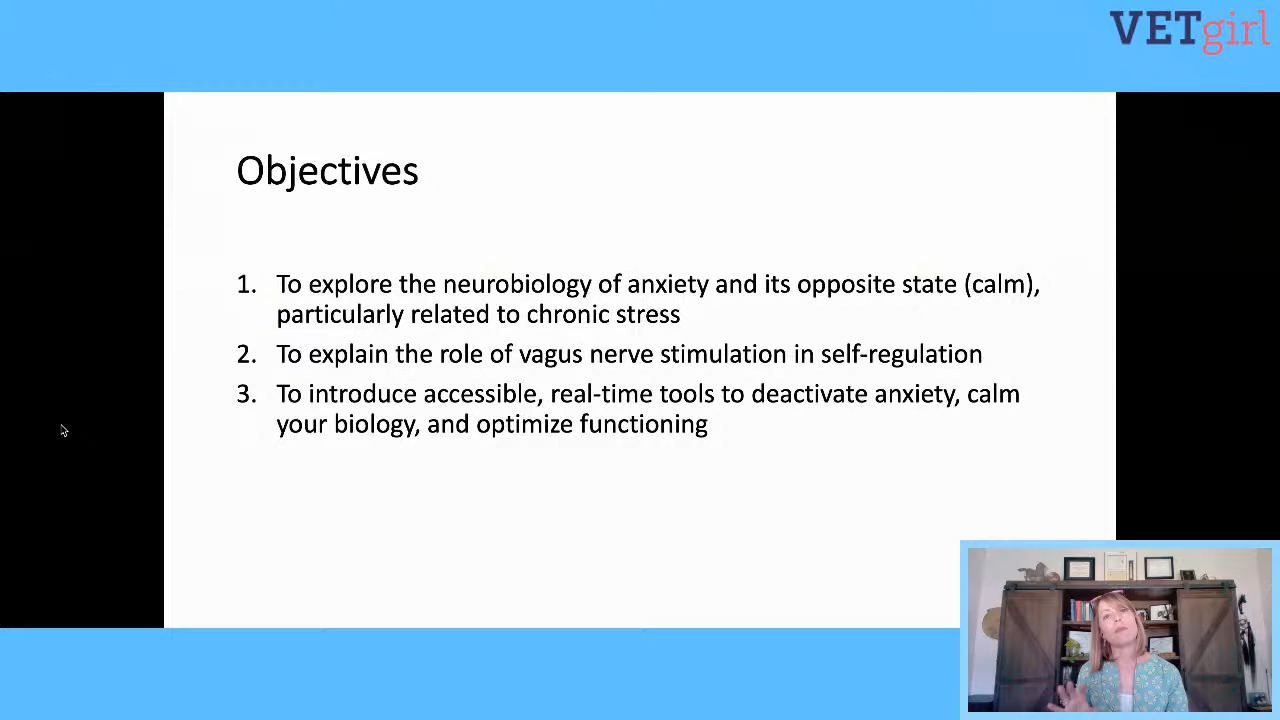 VETgirl
Objectives
1. To explore the neurobiology of anxiety and its opposite state (calm),
particularly related to chronic stress
2. To explain the role of vagus nerve stimulation in self-regulation
3. To introduce accessible, real-time tools to deactivate anxiety, calm
your biology, and optimize functioning